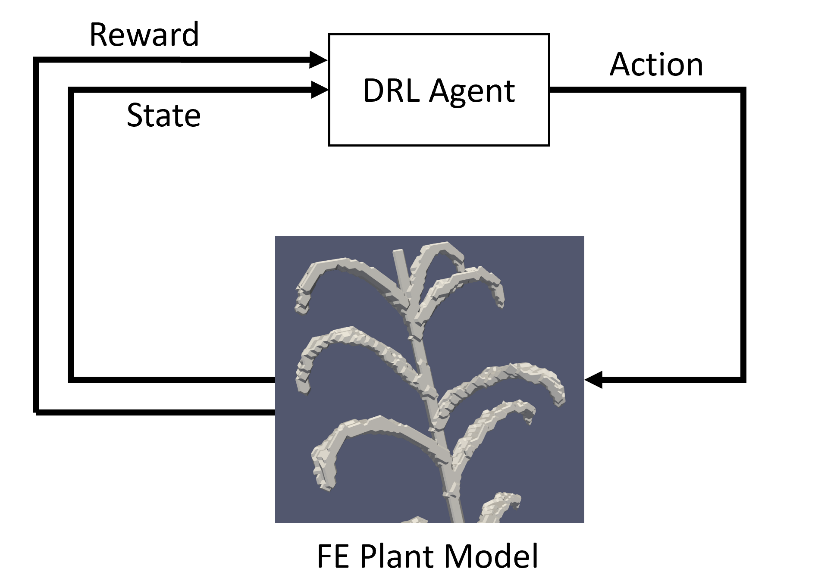 Reward
State
DRL Agent
Action
FE Plant Model